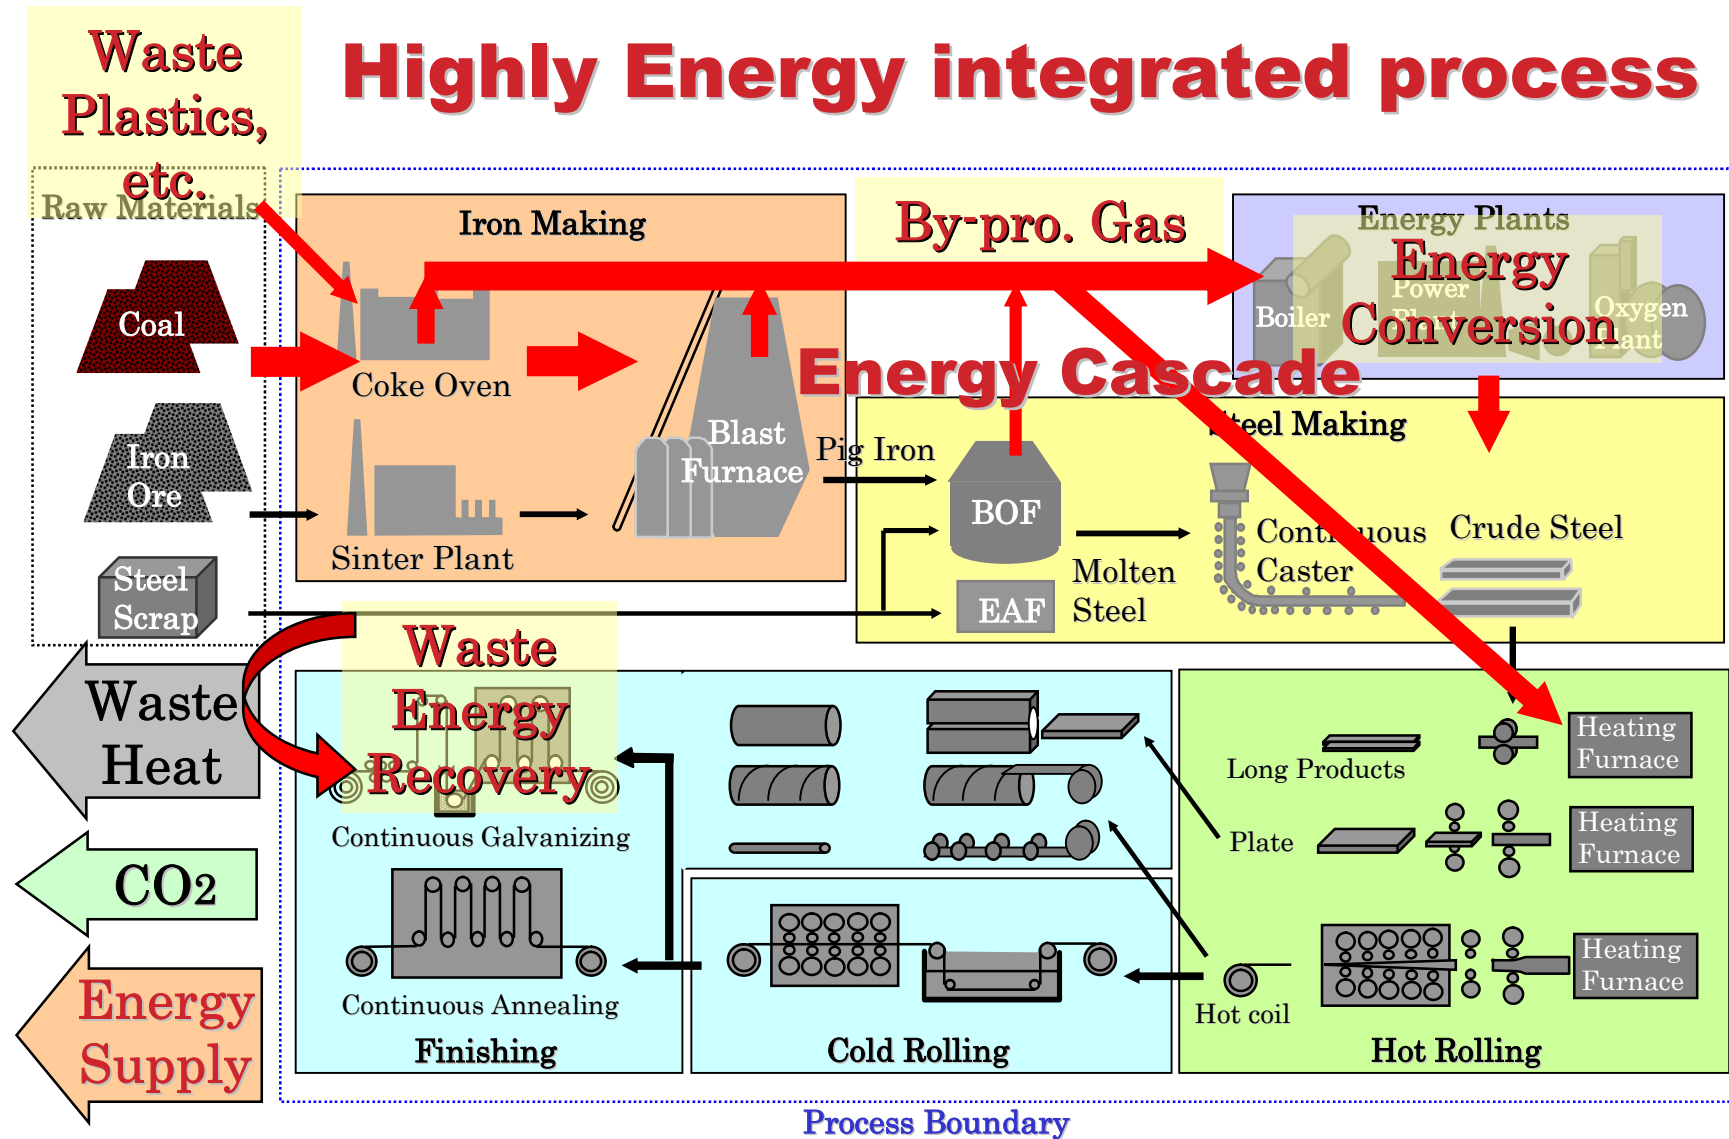 Waste
Plastics,
etc.
Highly Energy integrated process
Raw Materials
Coal
Iron
Ore
Steel
Scrap
Iron Making
Coke Oven
Sinter Plant
Blast
Furnace
By-pro. Gas
Energy Plants
Energy
Conversion
Boiler
Power
Plant
Oxygen
Plant
Energy Cascade
Steel Making
Pig Iron
BOF
EAF
Molten
Steel
Continuous
Caster
Crude Steel
Waste
Heat
CO2
Energy
Supply
Waste
Energy
Recovery
Continuous Galvanizing
Continuous Annealing
Finishing
Cold Rolling
Long Products
Heating
Furnace
Plate
Heating
Furnace
Hot coil
Heating
Furnace
Hot Rolling
Process Boundary